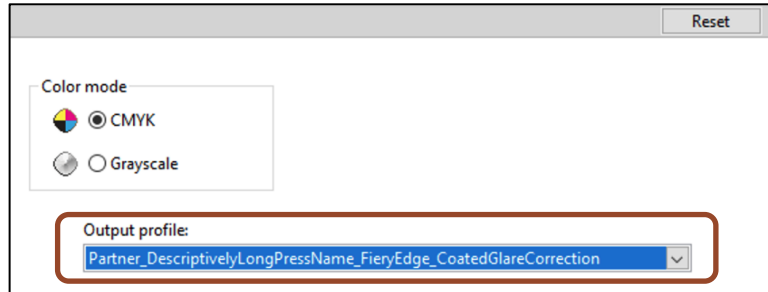 Reset
Color mode
CMYK
Grayscale
Output profile:
Partner_DescriptivelyLongPressName_FieryEdge_CoatedGlareCorrection